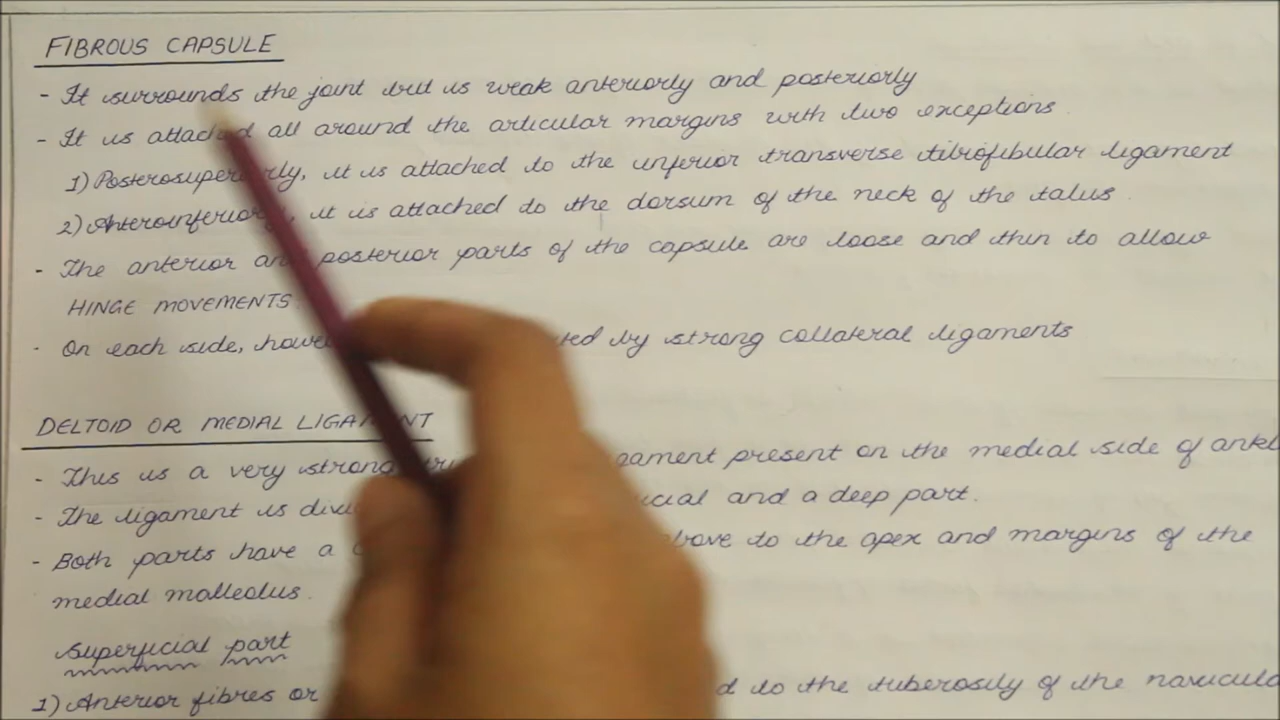 FIBROUS CAPSULE
- It surrounds the joint but is weak anteriorly and posteriorly
- It is attached all around the articular margins with two exceptions.
1) Posterosuperiorly, it is attached to the inferior transverse tibiofibular ligament
2) Anteroinferiorly, it is attached to the dorsum of the neck of the talus.
- The anterior and posterior parts of the capsule are loose and thin to allow
HINGE MOVEMENTS.
- On each side, by strong collateral ligaments
DELTOID OR MEDIAL LIGAMENT
- This is a very strong present on the medial side of
- The ligament is and a deep part.
- Both parts have a to the apex and margins of the
medial malleolus.
Superficial part
1) Anterior fibres or to the tuberosity of the